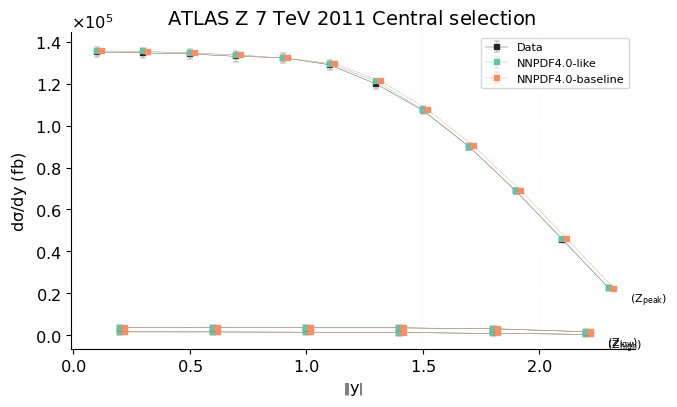 ATLAS Z 7 TeV 2011 Central selection
×10⁵
1.4
1.2
1.0
0.8
0.6
0.4
0.2
0.0
dσ/dy (fb)
Data
NNPDF4.0-like
NNPDF4.0-baseline
(Z_peak)
0.0
0.5
1.0
1.5
2.0
|y|